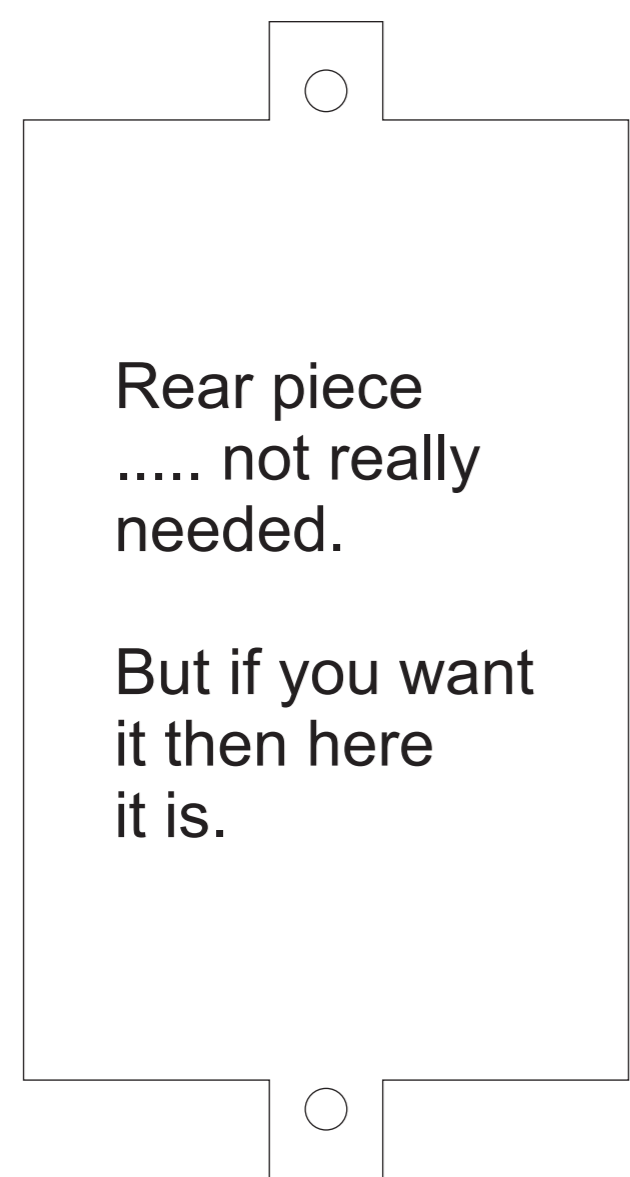 Rear piece
..... not really
needed.
But if you want
it then here
it is.